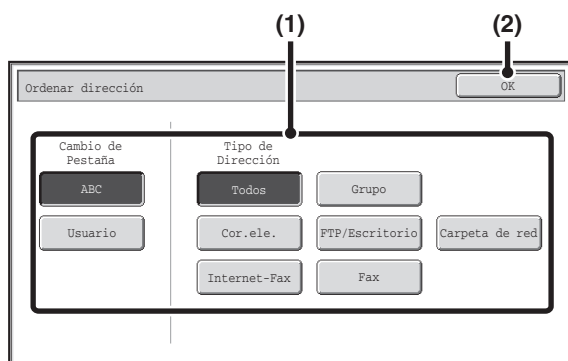 (1)
(2)
Ordenar dirección
OK
Cambio de
Pestaña
Tipo de
Dirección
ABC
Todos
Grupo
Usuario
Cor.ele.
FTP/Escritorio
Carpeta de red
Internet-Fax
Fax